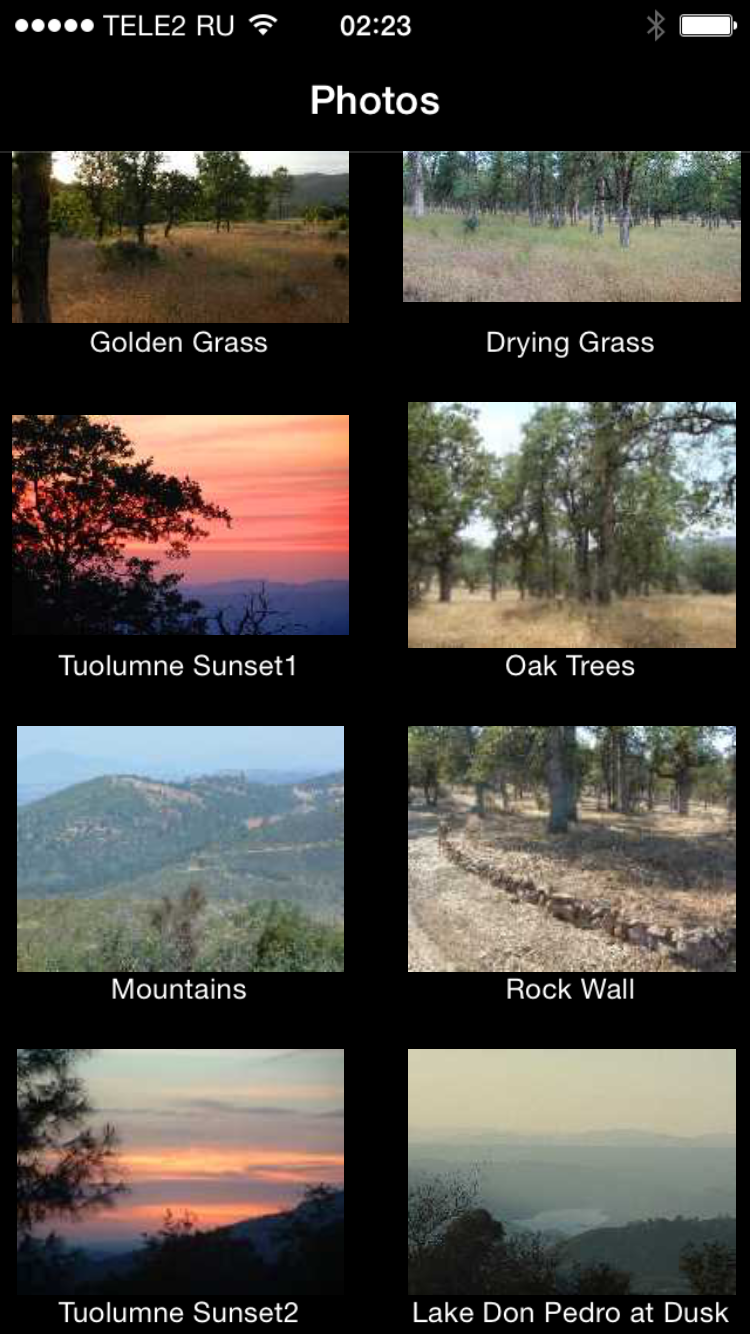 TELE2 RU 02:23
Photos
Golden Grass Drying Grass
Tuolumne Sunset1 Oak Trees
Mountains Rock Wall
Tuolumne Sunset2 Lake Don Pedro at Dusk